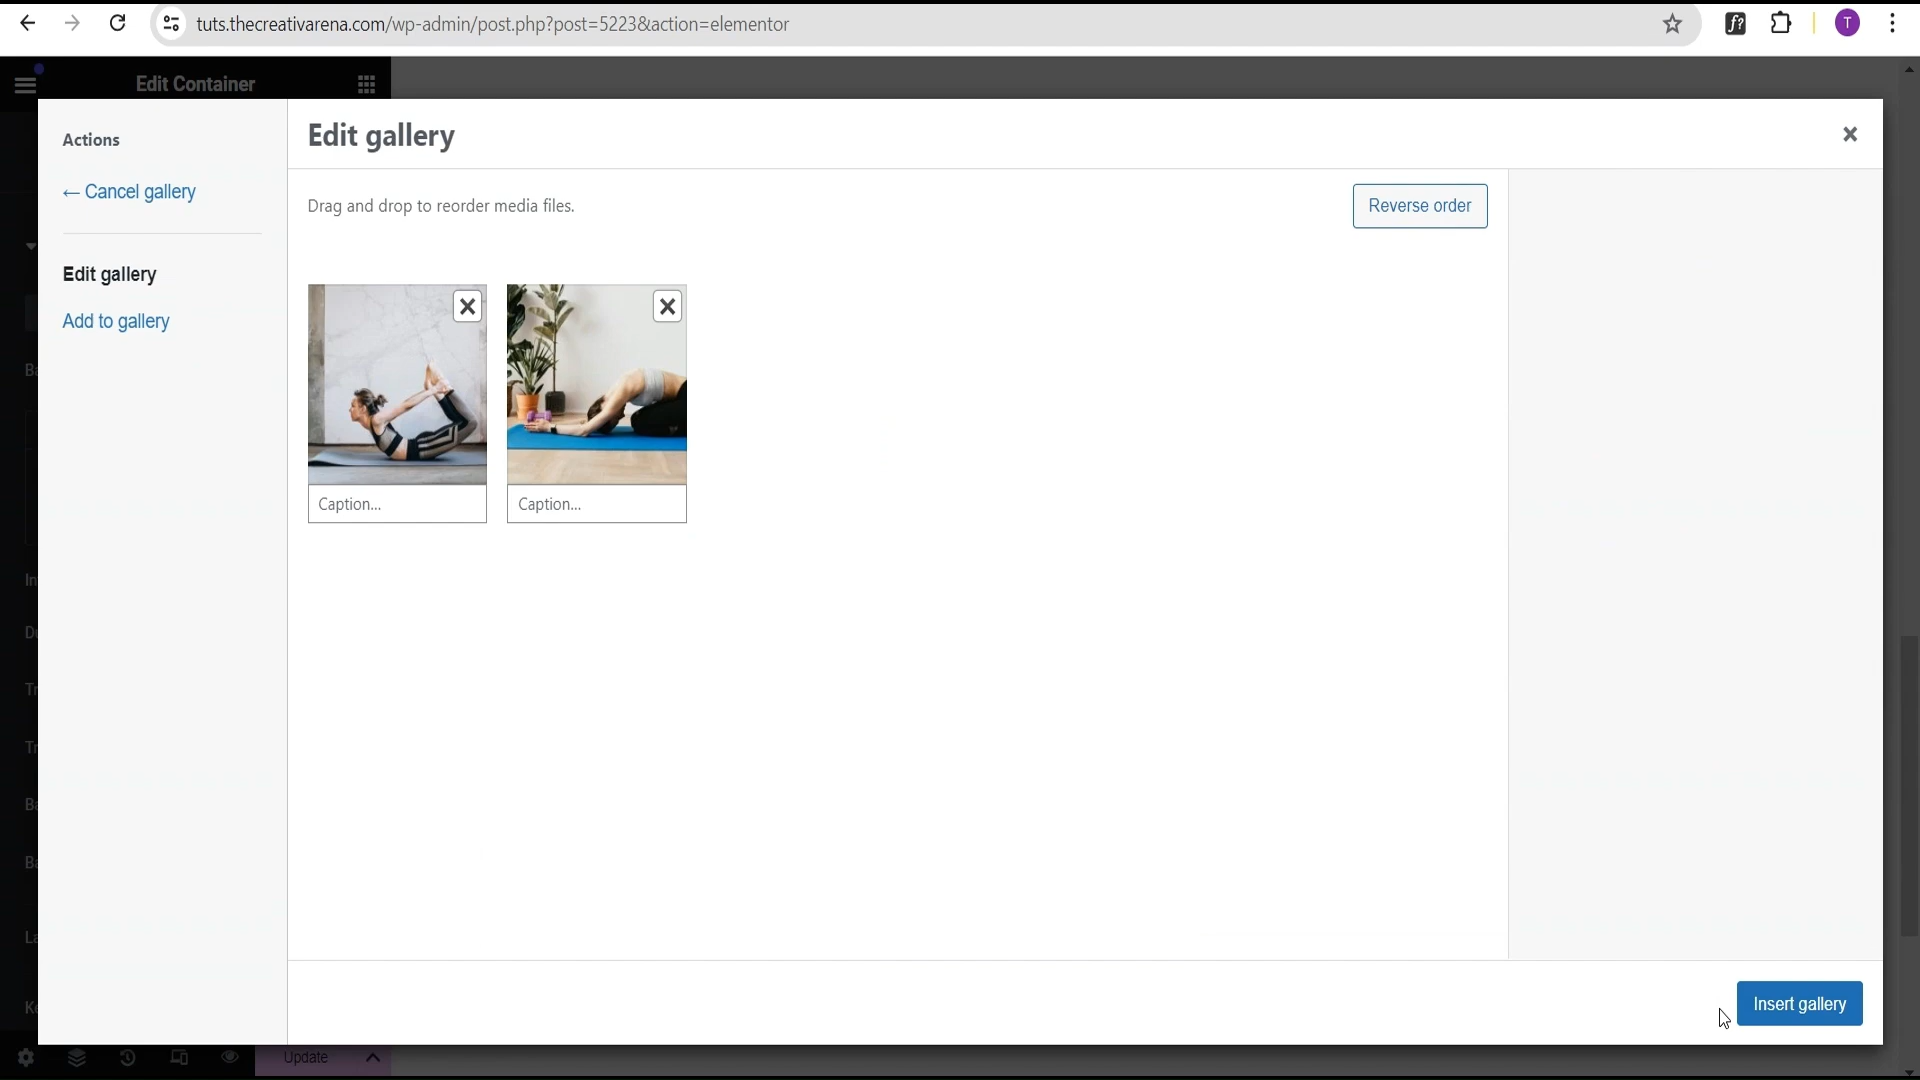 tuts.thecreativarena.com/wp-admin/post.php?post=5223&action=elementor
f?
T
Edit Container
Actions
Edit gallery
← Cancel gallery
Drag and drop to reorder media files.
Reverse order
Edit gallery
Add to gallery
Caption...
Caption...
Insert gallery
Update